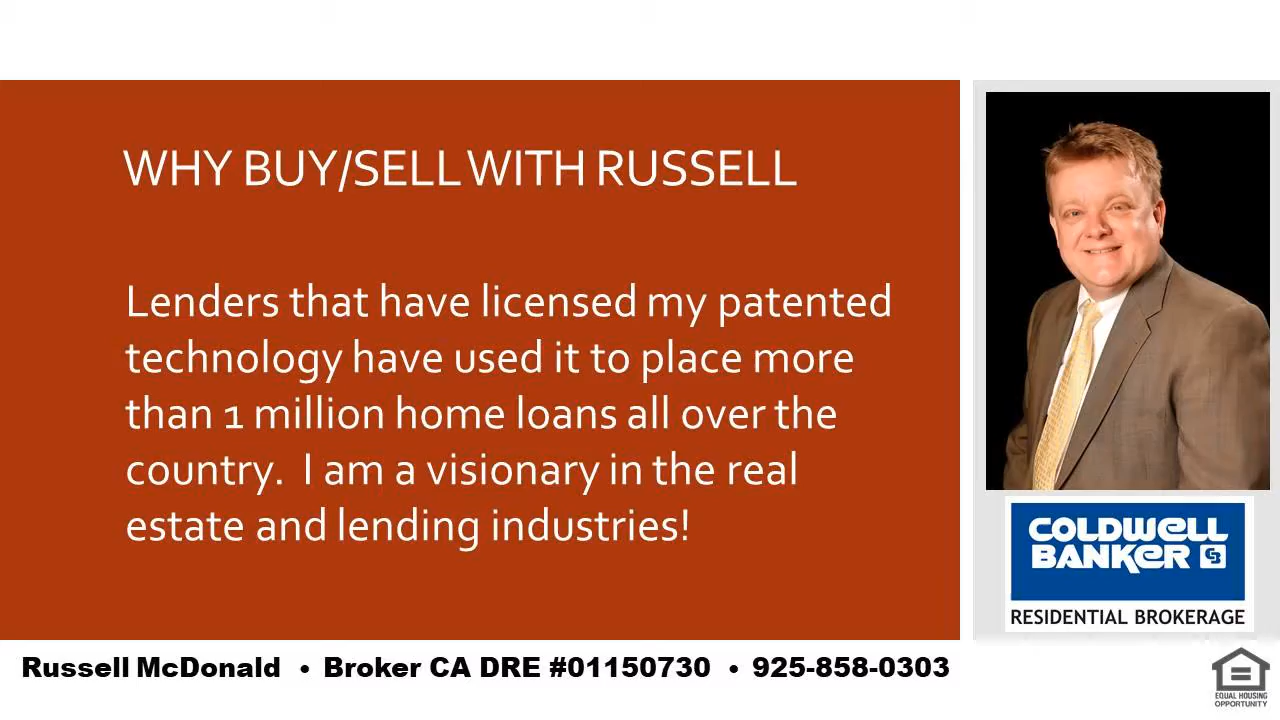 WHY BUY/SELL WITH RUSSELL
Lenders that have licensed my patented
technology have used it to place more
than 1 million home loans all over the
country.  I am a visionary in the real
estate and lending industries!
COLDWELL
BANKER CB
RESIDENTIAL BROKERAGE
Russell McDonald • Broker CA DRE #01150730 • 925-858-0303
EQUAL HOUSING
OPPORTUNITY